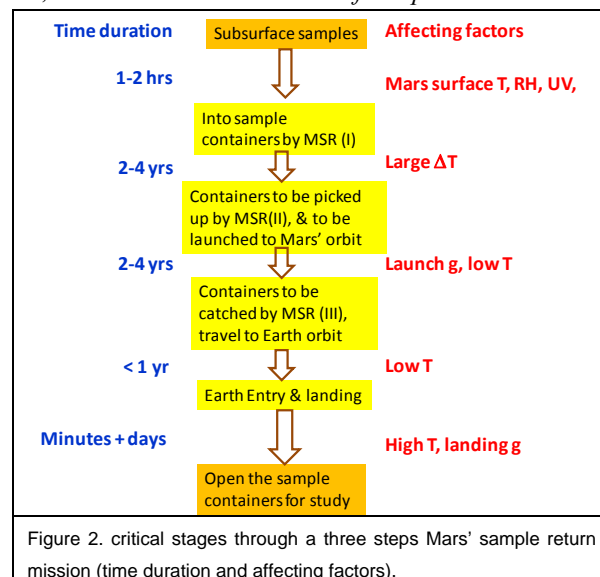 Time duration Subsurface samples Affecting factors
1-2 hrs Mars surface T, RH, UV,
Into sample
containers by MSR (I)
2-4 yrs Large ΔT
Containers to be picked
up by MSR(II), & to be
launched to Mars' orbit
2-4 yrs Launch g, low T
Containers to be
catched by MSR (III),
travel to Earth orbit
< 1 yr Low T
Earth Entry & landing
Minutes + days High T, landing g
Open the sample
containers for study
Figure 2. critical stages through a three steps Mars' sample return
mission (time duration and affecting factors).